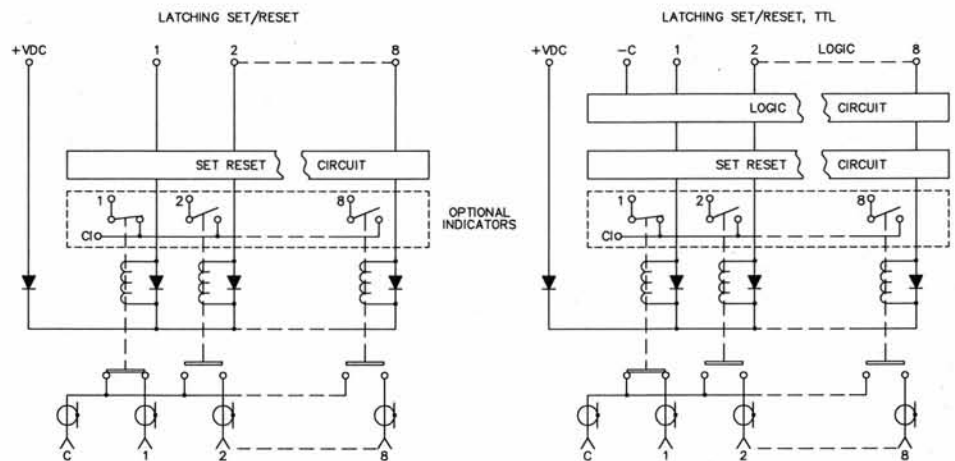 LATCHING SET/RESET
+VDC 1 2 8
SET RESET CIRCUIT
1 2 8
CI
OPTIONAL
INDICATORS
C 1 2 8
LATCHING SET/RESET, TTL
+VDC -C 1 2 LOGIC 8
LOGIC CIRCUIT
SET RESET CIRCUIT
1 2 8
CI
C 1 2 8